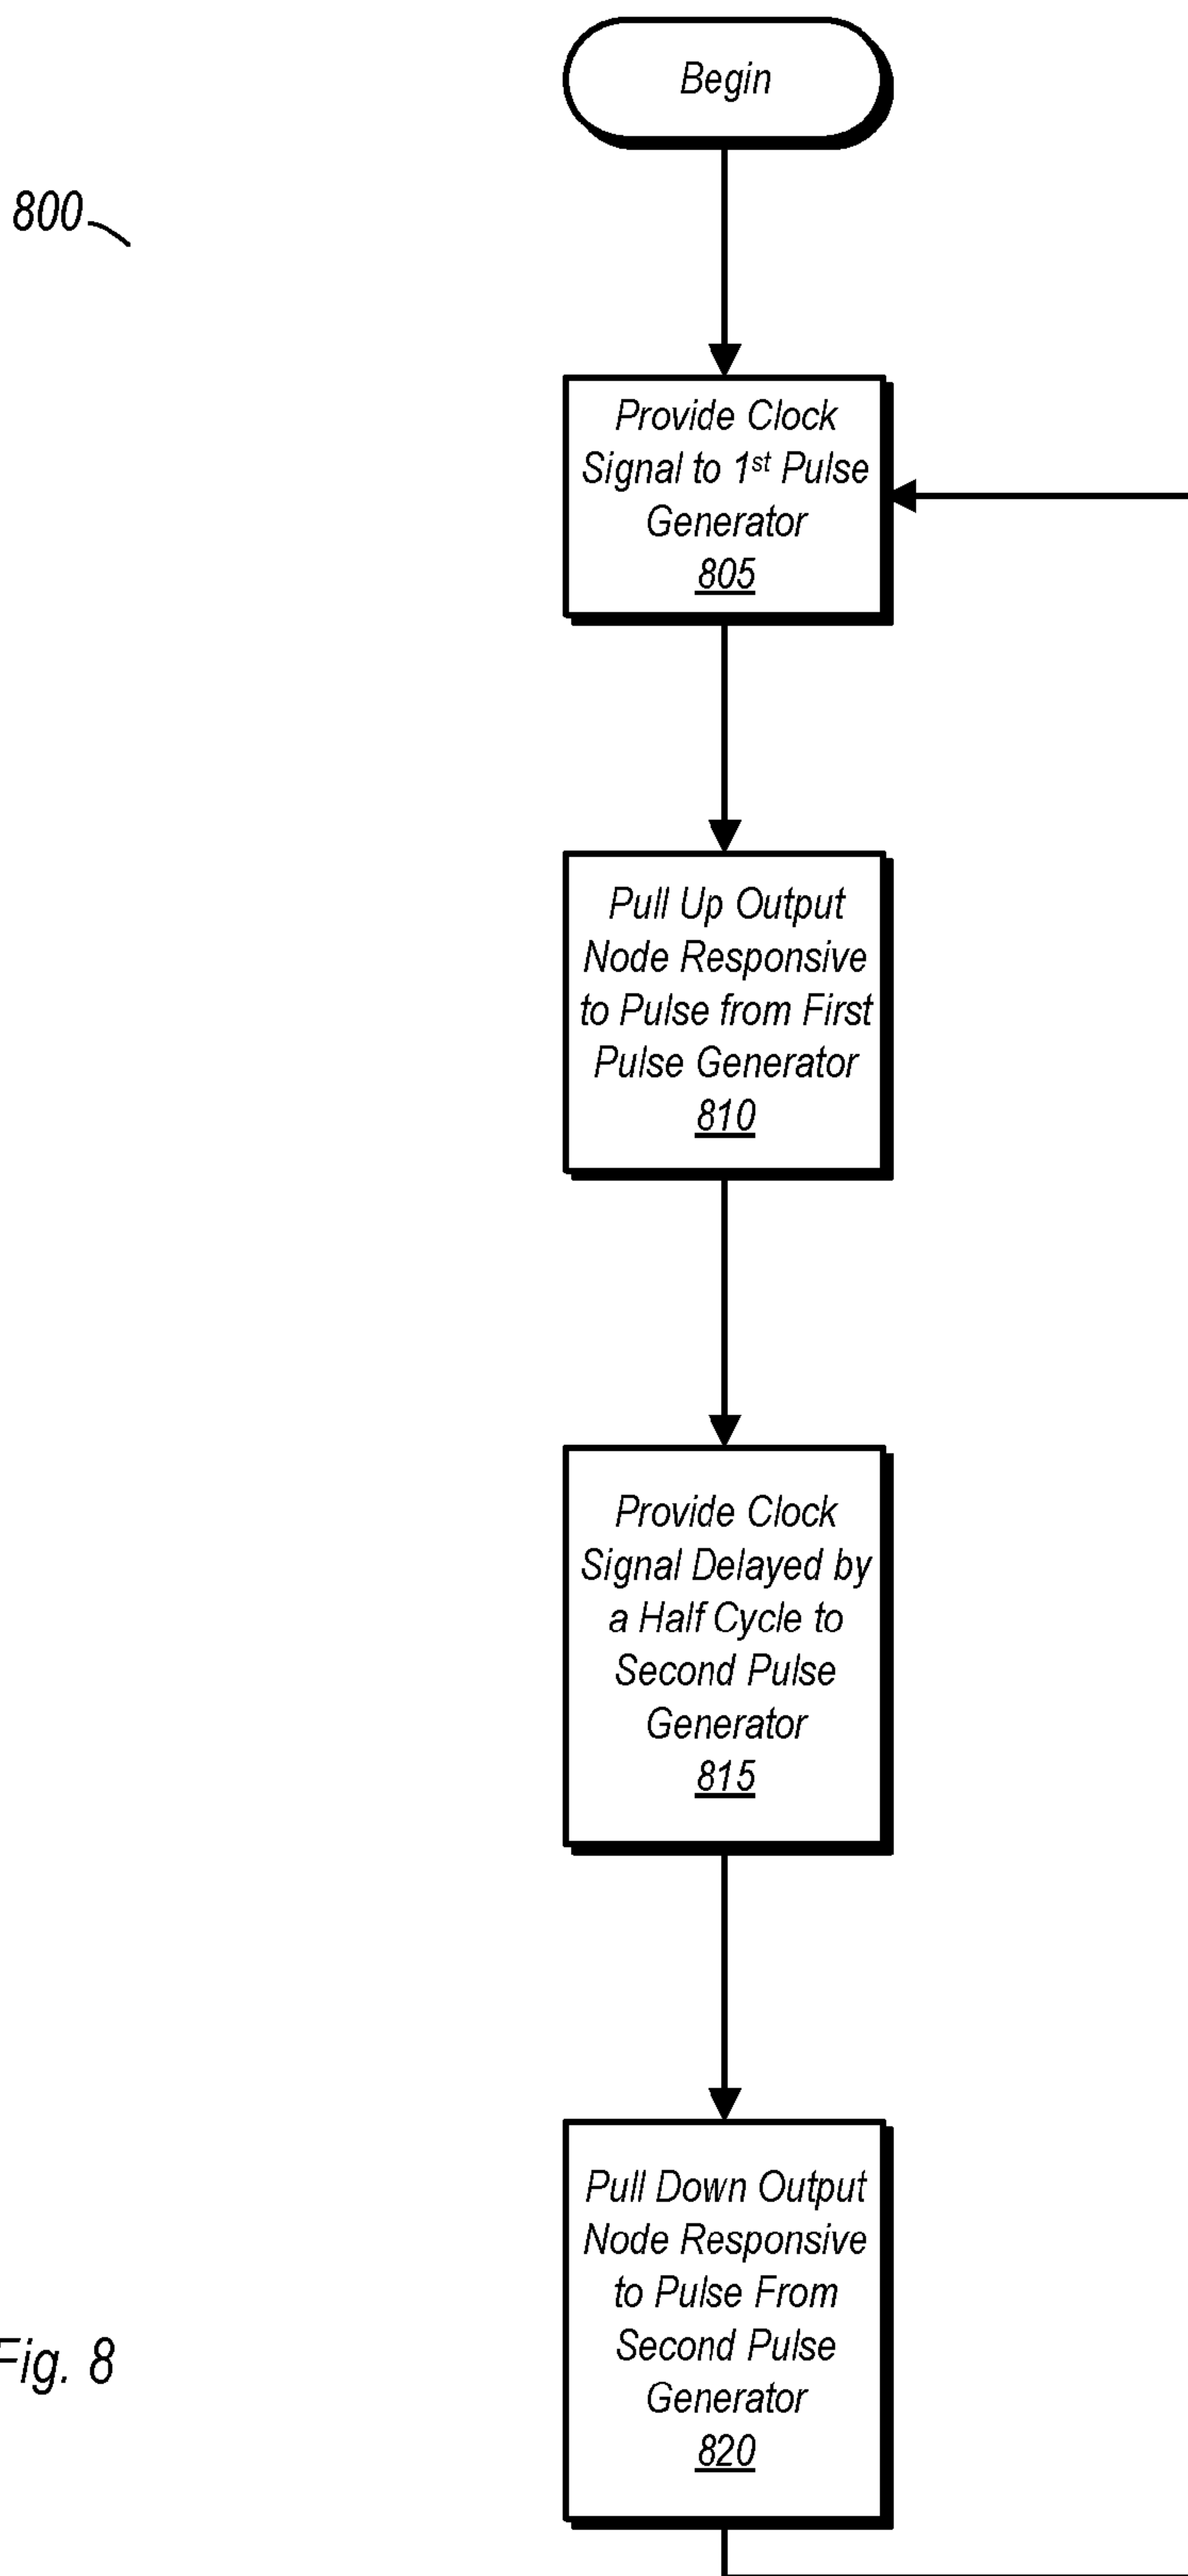 Begin
800
Provide Clock
Signal to 1st Pulse
Generator
805
Pull Up Output
Node Responsive
to Pulse from First
Pulse Generator
810
Provide Clock
Signal Delayed by
a Half Cycle to
Second Pulse
Generator
815
Pull Down Output
Node Responsive
to Pulse From
Second Pulse
Generator
820
Fig. 8